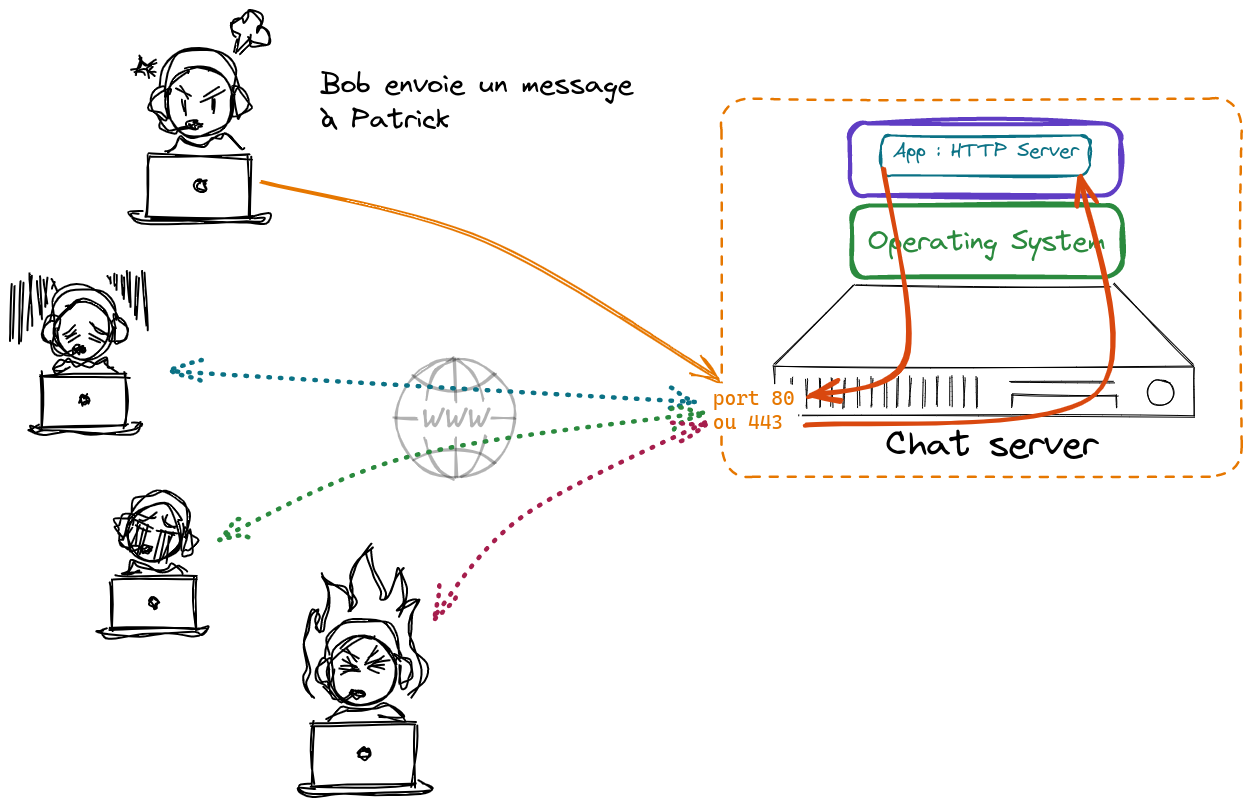 Bob envoie un message
à Patrick
App : HTTP Server
Operating System
www
port 80
ou 443
Chat server